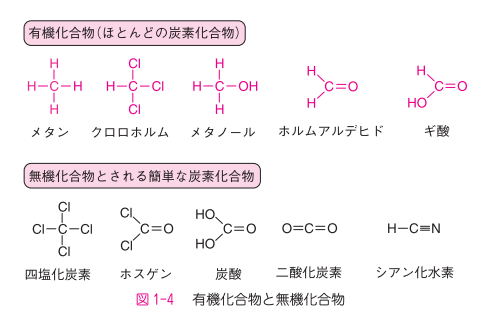 有機化合物(ほとんどの炭素化合物)
H Cl H H H
H−C−H H−C−Cl H−C−OH C=O C=O
H Cl H H HO
メタン クロロホルム メタノール ホルムアルデヒド ギ酸
無機化合物とされる簡単な炭素化合物
Cl Cl HO
Cl−C−Cl C=O C=O O=C=O H−C≡N
Cl Cl HO
四塩化炭素 ホスゲン 炭酸 二酸化炭素 シアン化水素
図1-4 有機化合物と無機化合物